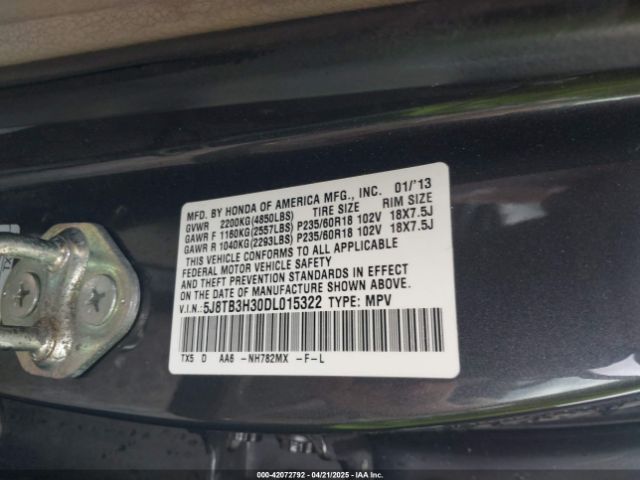 MFD. BY HONDA OF AMERICA MFG., INC. 01/'13
GVWR 2200KG(4850LBS) TIRE SIZE RIM SIZE
GAWR F 1160KG(2557LBS) P235/60R18 102V 18X7.5J
GAWR R 1040KG(2293LBS) P235/60R18 102V 18X7.5J
THIS VEHICLE CONFORMS TO ALL APPLICABLE
FEDERAL MOTOR VEHICLE SAFETY
AND THEFT PREVENTION STANDARDS IN EFFECT
ON THE DATE OF MANUFACTURE SHOWN ABOVE.
V.I.N.:5J8TB3H30DL015322 TYPE: MPV
TX5 D AA6 -NH782MX -F-L
000-42072792 - 04/21/2025 - IAAI.COM